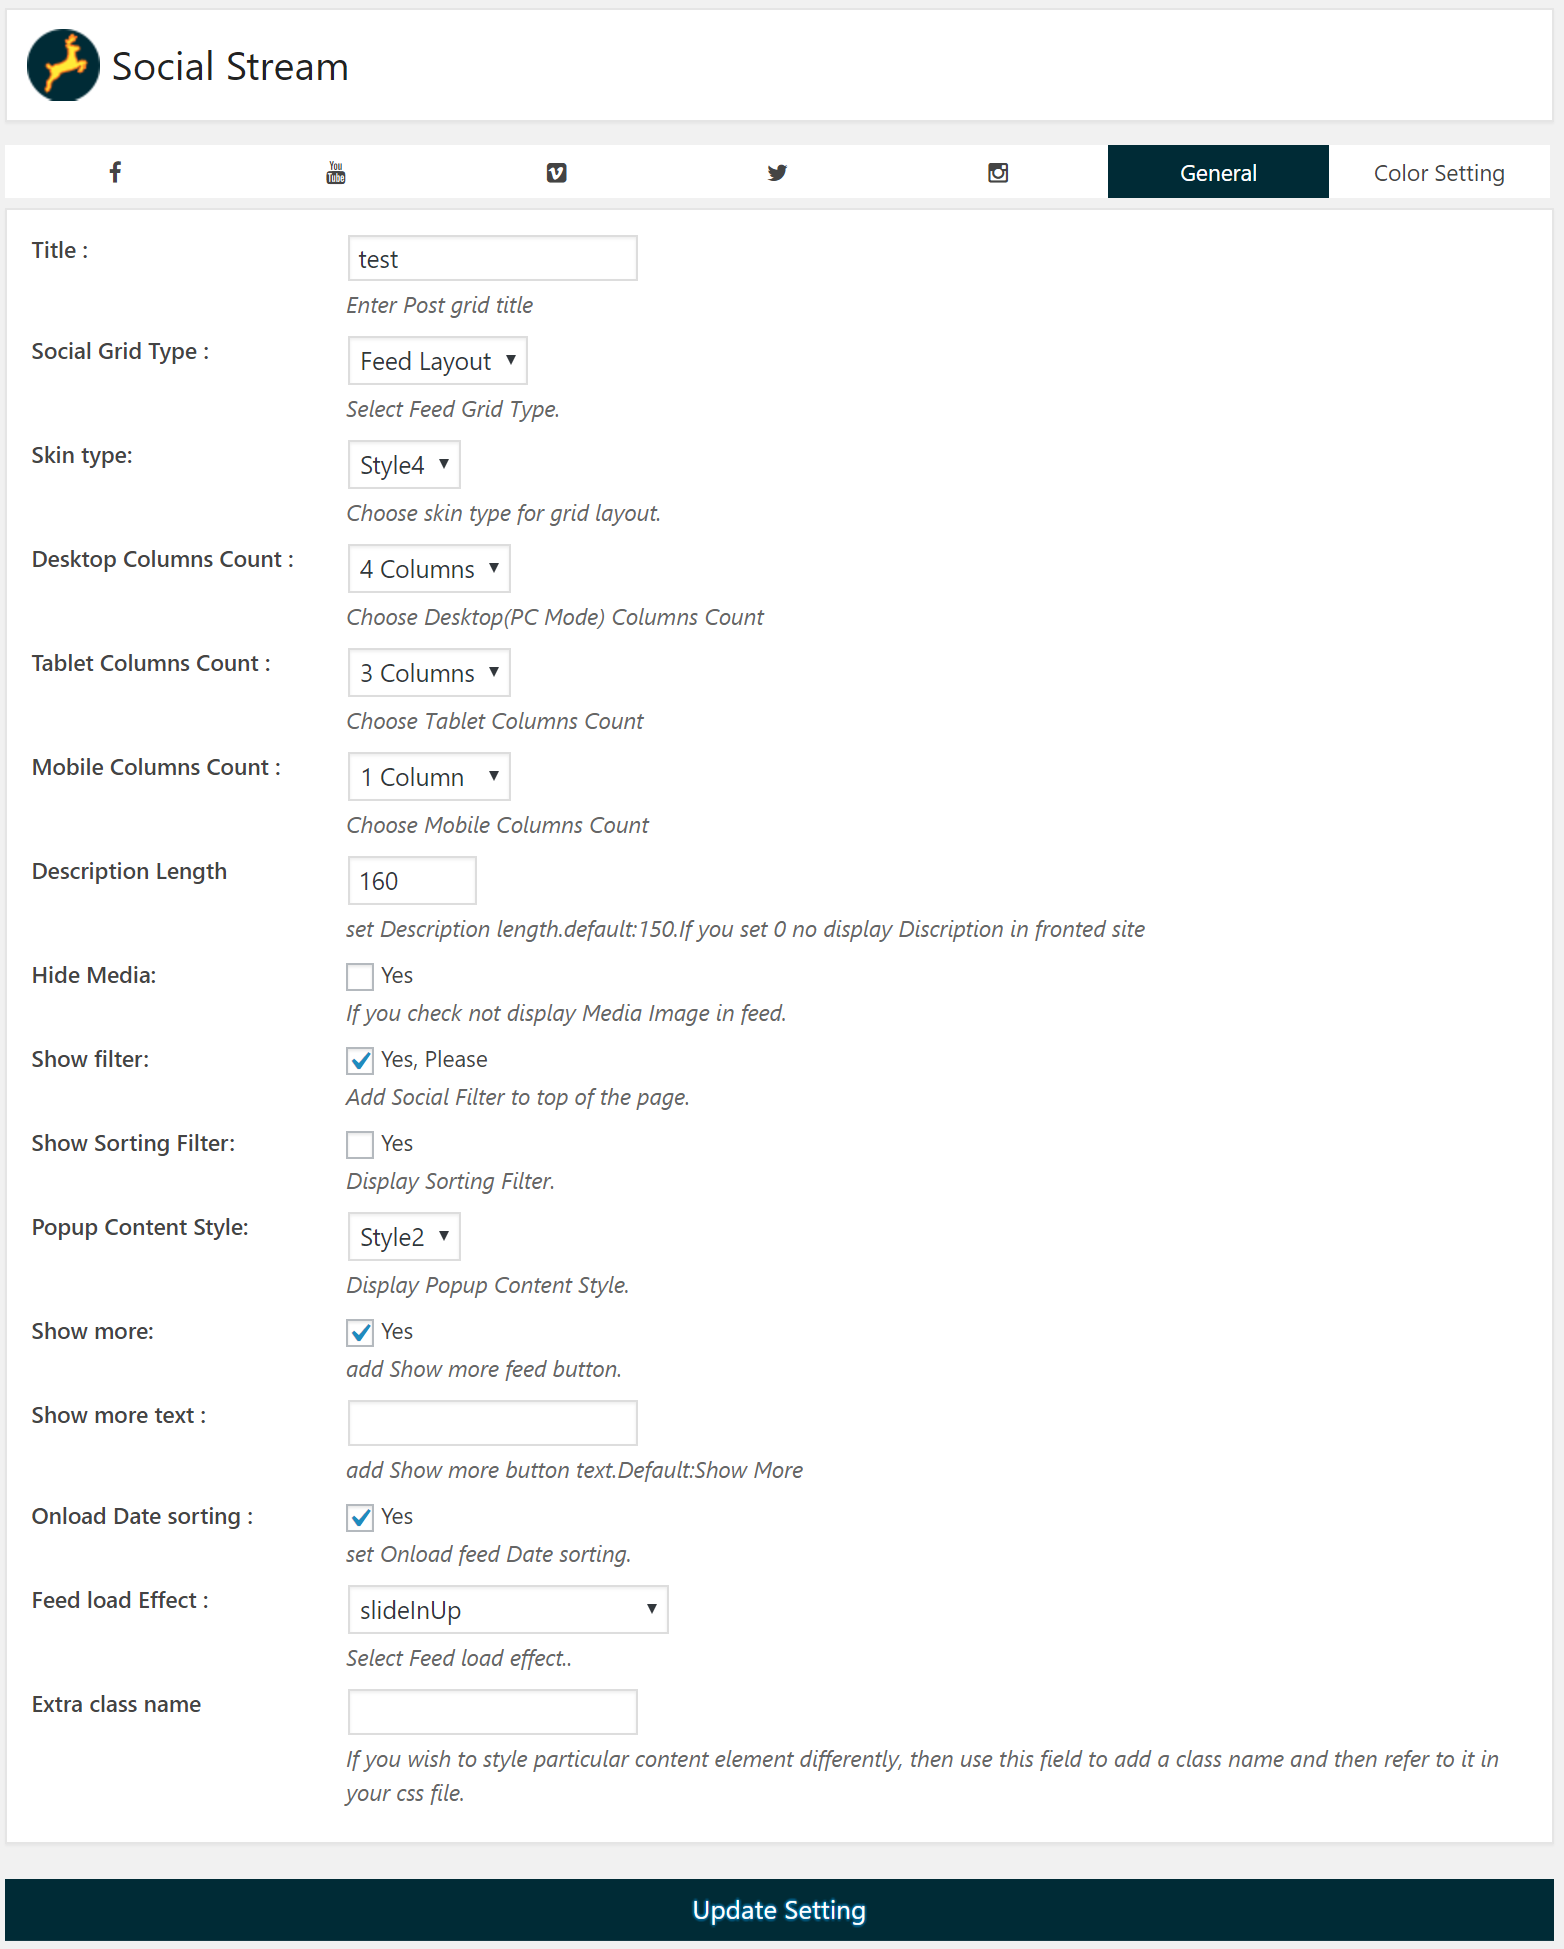 Social Stream
You
Tube
General
Color Setting
Title :
test
Enter Post grid title
Social Grid Type :
Feed Layout
Select Feed Grid Type.
Skin type:
Style4
Choose skin type for grid layout.
Desktop Columns Count :
4 Columns
Choose Desktop(PC Mode) Columns Count
Tablet Columns Count :
3 Columns
Choose Tablet Columns Count
Mobile Columns Count :
1 Column
Choose Mobile Columns Count
Description Length
160
set Description length.default:150.If you set 0 no display Discription in fronted site
Hide Media:
Yes
If you check not display Media Image in feed.
Show filter:
Yes, Please
Add Social Filter to top of the page.
Show Sorting Filter:
Yes
Display Sorting Filter.
Popup Content Style:
Style2
Display Popup Content Style.
Show more:
Yes
add Show more feed button.
Show more text :
add Show more button text.Default:Show More
Onload Date sorting :
Yes
set Onload feed Date sorting.
Feed load Effect :
slideInUp
Select Feed load effect..
Extra class name
If you wish to style particular content element differently, then use this field to add a class name and then refer to it in
your css file.
Update Setting